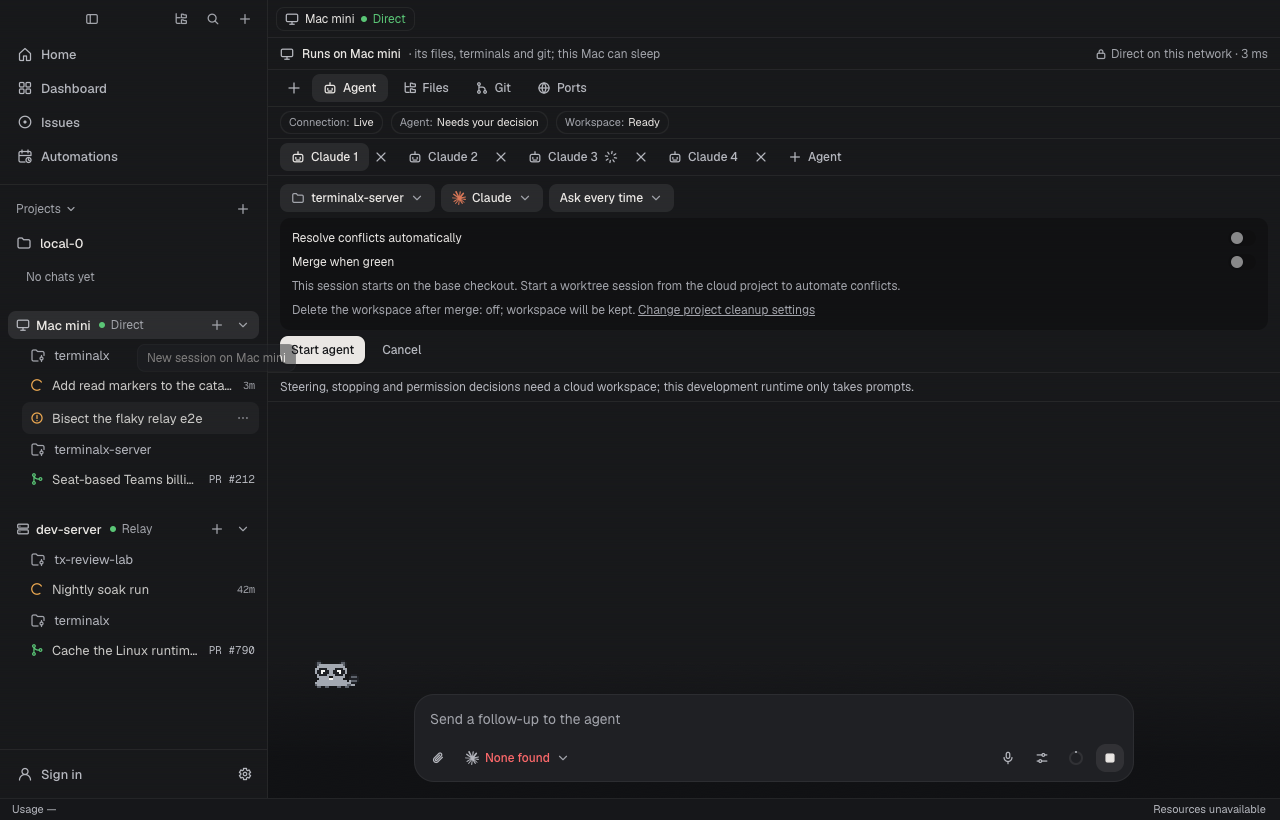 Mac mini Direct
Home
Dashboard
Issues
Automations
Projects
local-0
No chats yet
Mac mini Direct
terminalx
New session on Mac mini
Add read markers to the cata... 3m
Bisect the flaky relay e2e ...
terminalx-server
Seat-based Teams billi... PR #212
dev-server Relay
tx-review-lab
Nightly soak run 42m
terminalx
Cache the Linux runtim... PR #790
Sign in
Runs on Mac mini · its files, terminals and git; this Mac can sleep
Direct on this network · 3 ms
Agent Files Git Ports
Connection: Live Agent: Needs your decision Workspace: Ready
Claude 1 Claude 2 Claude 3 Claude 4 Agent
terminalx-server Claude Ask every time
Resolve conflicts automatically
Merge when green
This session starts on the base checkout. Start a worktree session from the cloud project to automate conflicts.
Delete the workspace after merge: off; workspace will be kept. Change project cleanup settings
Start agent Cancel
Steering, stopping and permission decisions need a cloud workspace; this development runtime only takes prompts.
Send a follow-up to the agent
None found
Usage —
Resources unavailable